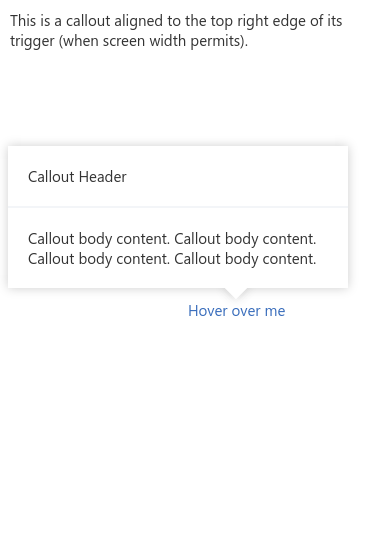 This is a callout aligned to the top right edge of its
trigger (when screen width permits).
Callout Header
Callout body content. Callout body content.
Callout body content. Callout body content.
Hover over me